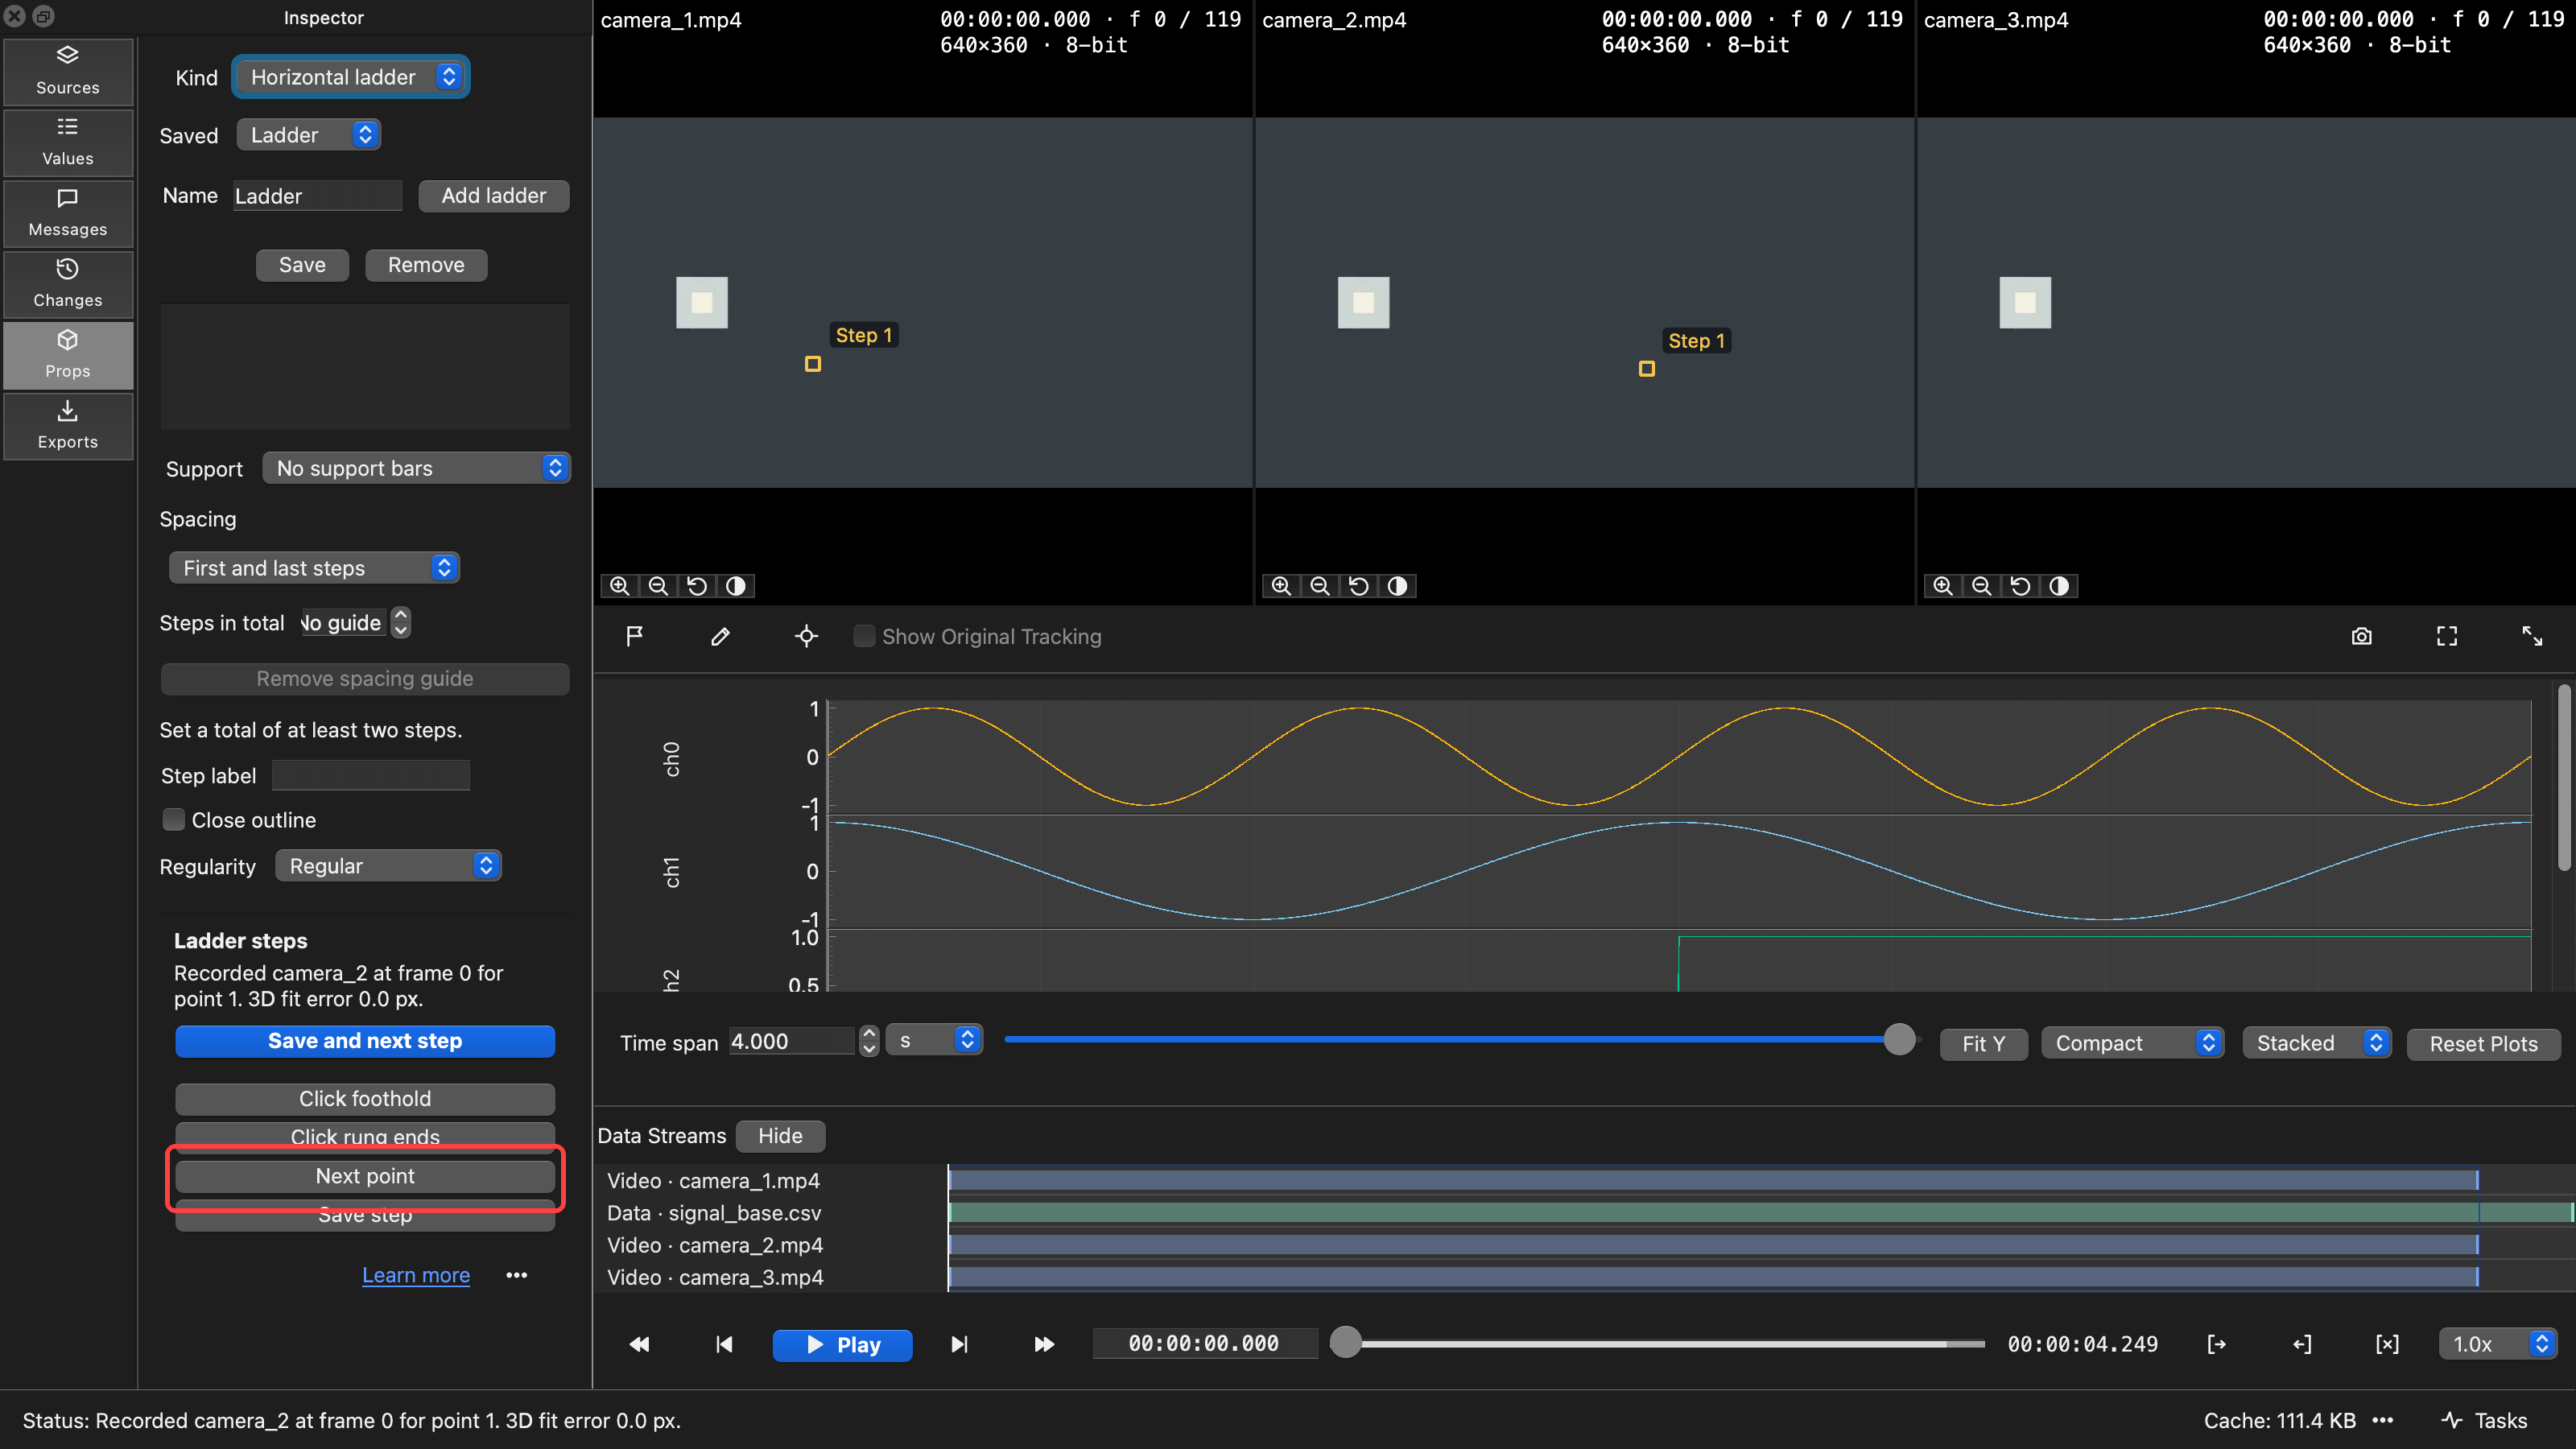 Inspector
Sources
Values
Messages
Changes
Props
Exports
Kind Horizontal ladder
Saved Ladder
Name Ladder Add ladder
Save Remove
Support No support bars
Spacing
First and last steps
Steps in total No guide
Remove spacing guide
Set a total of at least two steps.
Step label
Close outline
Regularity Regular
Ladder steps
Recorded camera_2 at frame 0 for
point 1. 3D fit error 0.0 px.
Save and next step
Click foothold
Click rung ends
Next point
Save step
Learn more
camera_1.mp4 00:00:00.000 · f 0 / 119
640×360 · 8-bit
Step 1
camera_2.mp4 00:00:00.000 · f 0 / 119
640×360 · 8-bit
Step 1
camera_3.mp4 00:00:00.000 · f 0 / 119
640×360 · 8-bit
Show Original Tracking
ch0
1
0
-1
ch1
1
0
-1
h2
1.0
0.5
Time span 4.000 s Fit Y Compact Stacked Reset Plots
Data Streams Hide
Video · camera_1.mp4
Data · signal_base.csv
Video · camera_2.mp4
Video · camera_3.mp4
Play 00:00:00.000 00:00:04.249 1.0x
Status: Recorded camera_2 at frame 0 for point 1. 3D fit error 0.0 px. Cache: 111.4 KB ••• Tasks